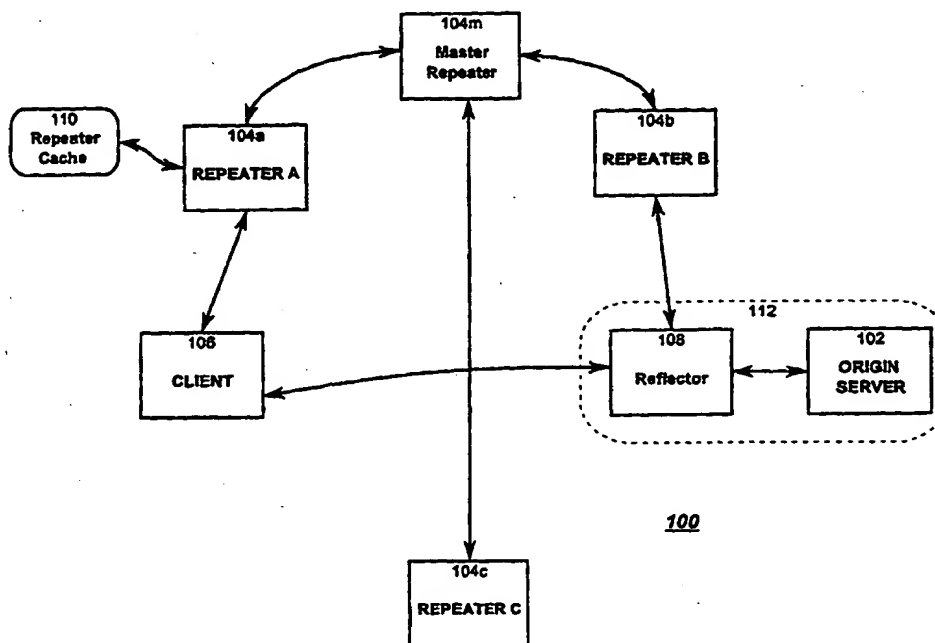 104m
Master
Repeater
110
Repeater
Cache
104a
REPEATER A
104b
REPEATER B
106
CLIENT
112
108
Reflector
102
ORIGIN
SERVER
100
104c
REPEATER C